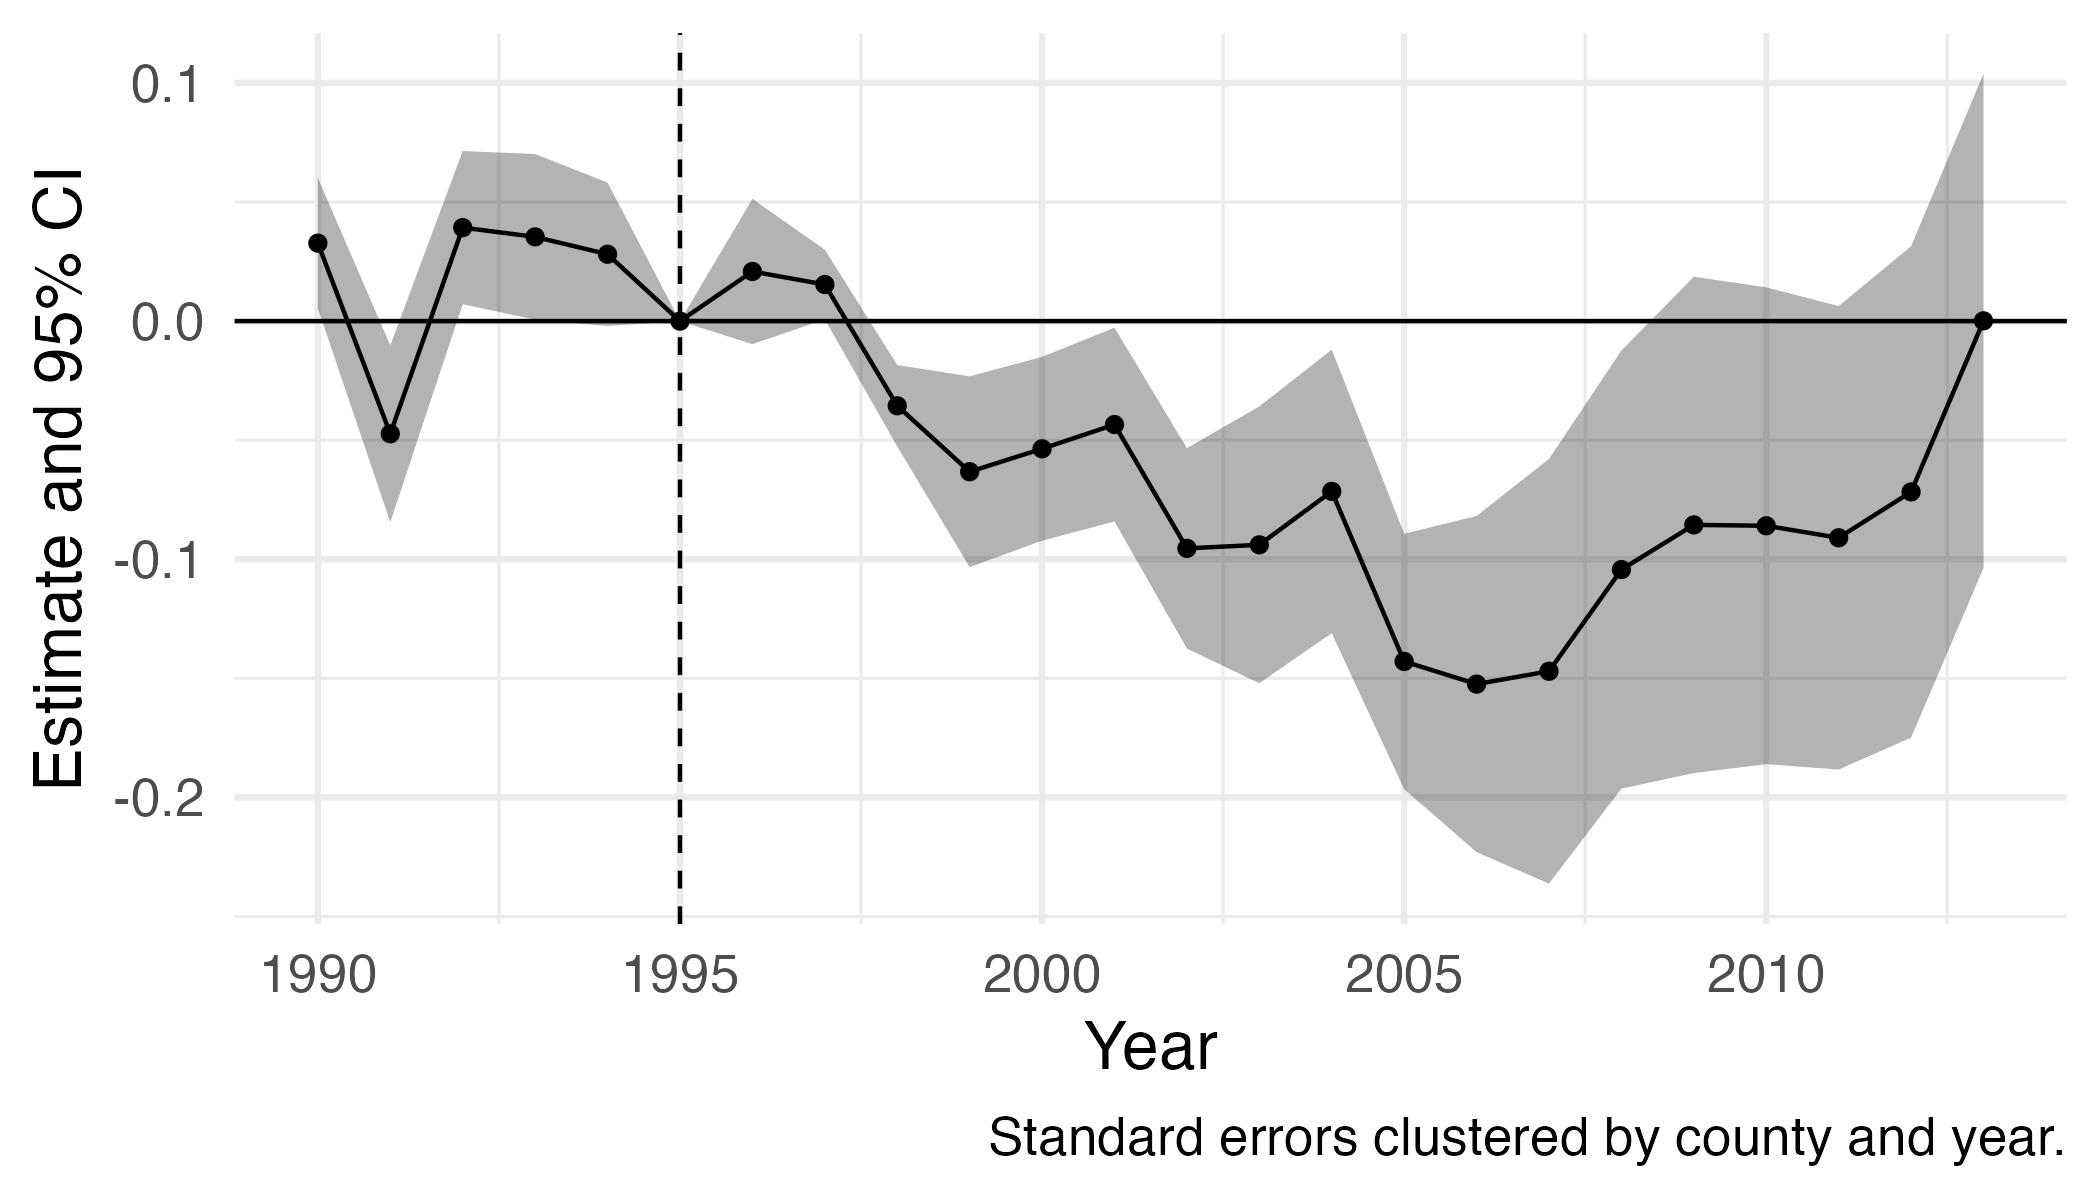 Estimate and 95% CI
0.1
0.0
-0.1
-0.2
1990 1995 2000 2005 2010
Year
Standard errors clustered by county and year.